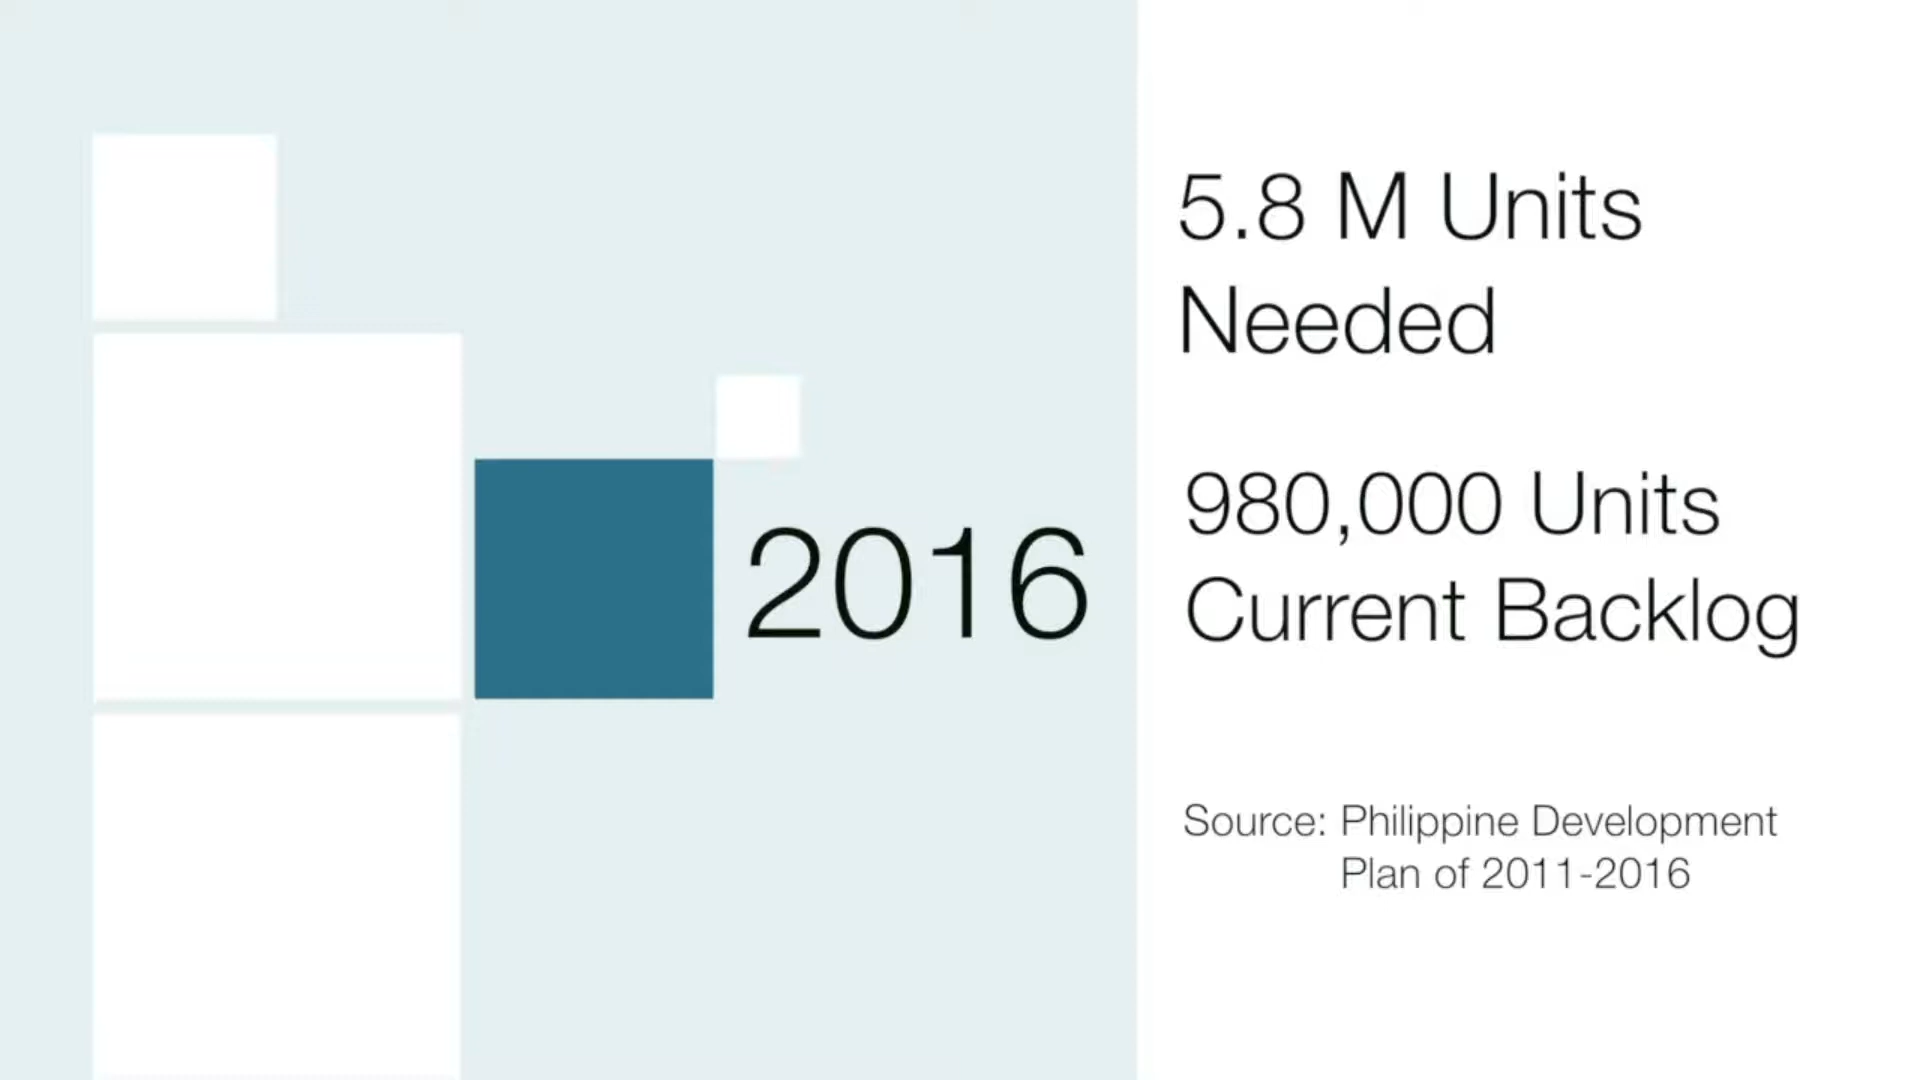 2016
5.8 M Units
Needed
980,000 Units
Current Backlog
Source: Philippine Development
Plan of 2011-2016